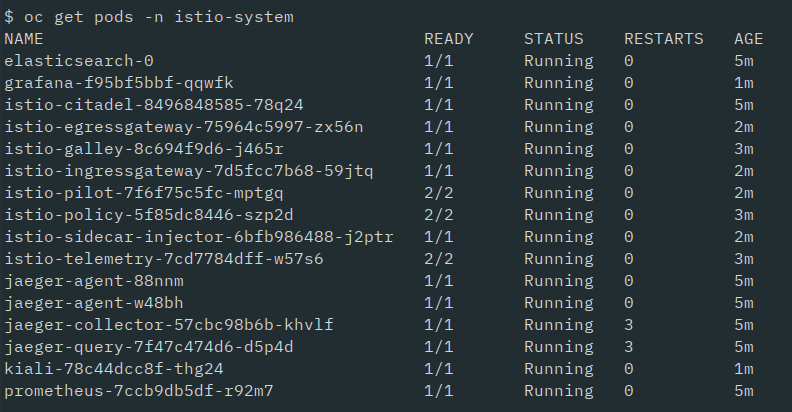 $ oc get pods -n istio-system
NAME READY STATUS RESTARTS AGE
elasticsearch-0 1/1 Running 0 5m
grafana-f95bf5bbf-qqwfk 1/1 Running 0 1m
istio-citadel-8496848585-78q24 1/1 Running 0 5m
istio-egressgateway-75964c5997-zx56n 1/1 Running 0 2m
istio-galley-8c694f9d6-j465r 1/1 Running 0 3m
istio-ingressgateway-7d5fcc7b68-59jtq 1/1 Running 0 2m
istio-pilot-7f6f75c5fc-mptgq 2/2 Running 0 2m
istio-policy-5f85dc8446-szp2d 2/2 Running 0 3m
istio-sidecar-injector-6bfb986488-j2ptr 1/1 Running 0 2m
istio-telemetry-7cd7784dff-w57s6 2/2 Running 0 3m
jaeger-agent-88nnm 1/1 Running 0 5m
jaeger-agent-w48bh 1/1 Running 0 5m
jaeger-collector-57cbc98b6b-khvlf 1/1 Running 3 5m
jaeger-query-7f47c474d6-d5p4d 1/1 Running 3 5m
kiali-78c44dcc8f-thg24 1/1 Running 0 1m
prometheus-7ccb9db5df-r92m7 1/1 Running 0 5m